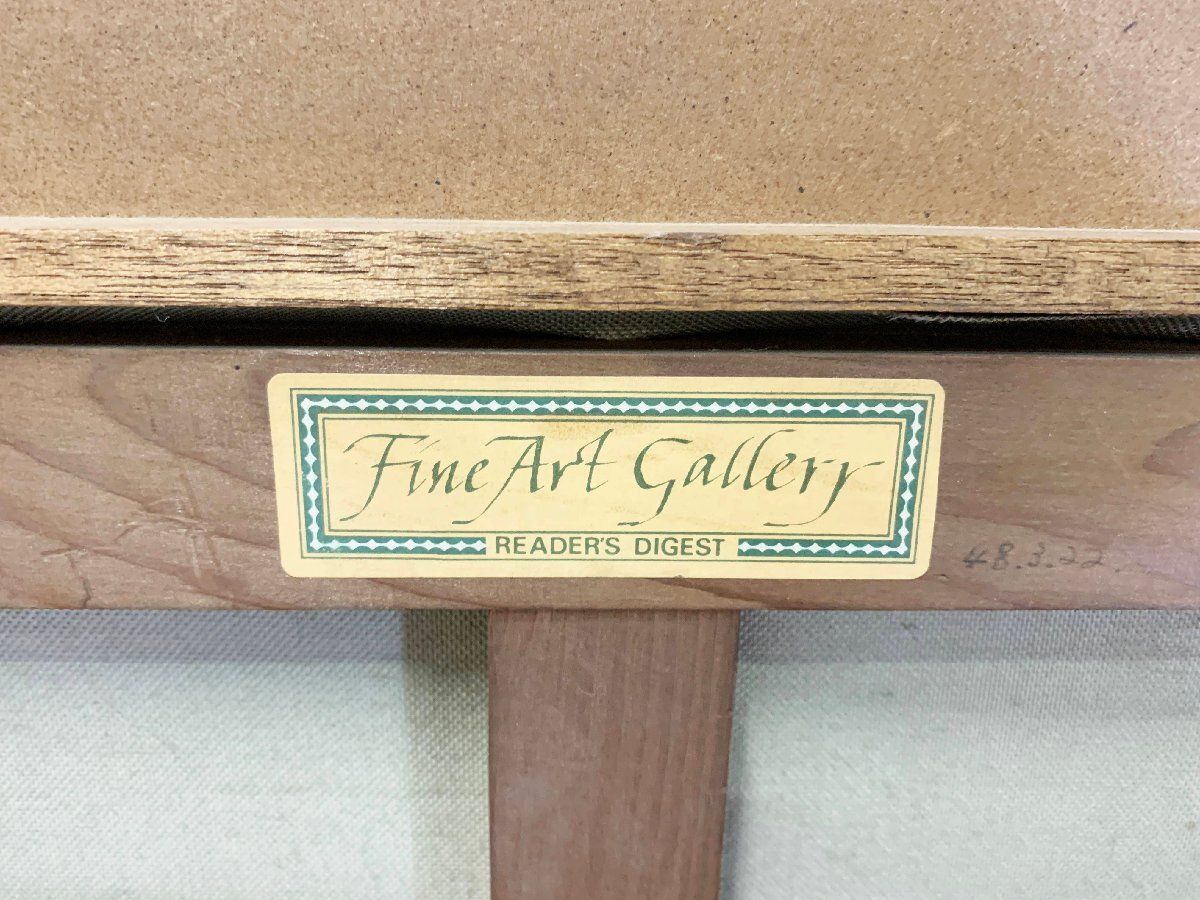 Fine Art Gallery
READER'S DIGEST
48.3.22